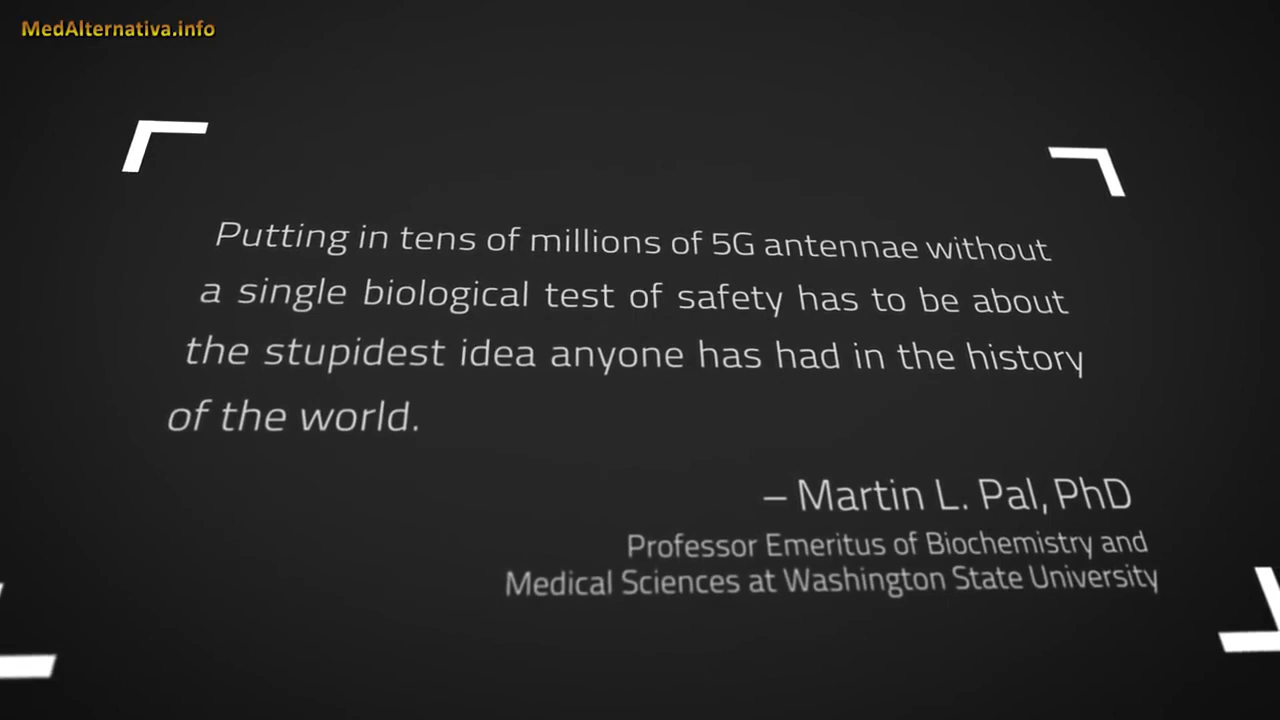 MedAlternativa.info
Putting in tens of millions of 5G antennae without
a single biological test of safety has to be about
the stupidest idea anyone has had in the history
of the world.
– Martin L. Pal, PhD
Professor Emeritus of Biochemistry and
Medical Sciences at Washington State University